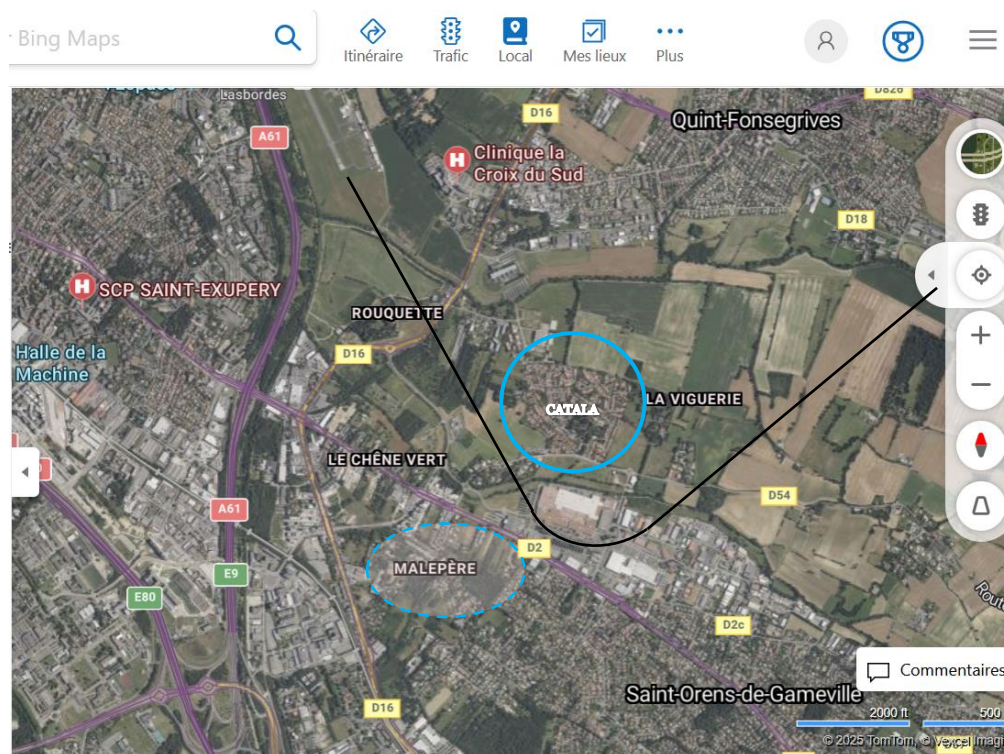 r Bing Maps
Itinéraire
Trafic
Local
Mes lieux
Plus
Lasbordes
D826
D16
Quint-Fonsegrives
A61
H
Clinique la
Croix du Sud
D18
H
SCP SAINT-EXUPERY
ROUQUETTE
Halle de la
Machine
D16
CATALA
LA VIGUERIE
LE CHÊNE VERT
D54
A61
D2
MALEPÈRE
E9
E80
D2c
Commentaires
Saint-Orens-de-Gameville
D16
2000 ft
500
© 2025 TomTom, © Vexcel Imag